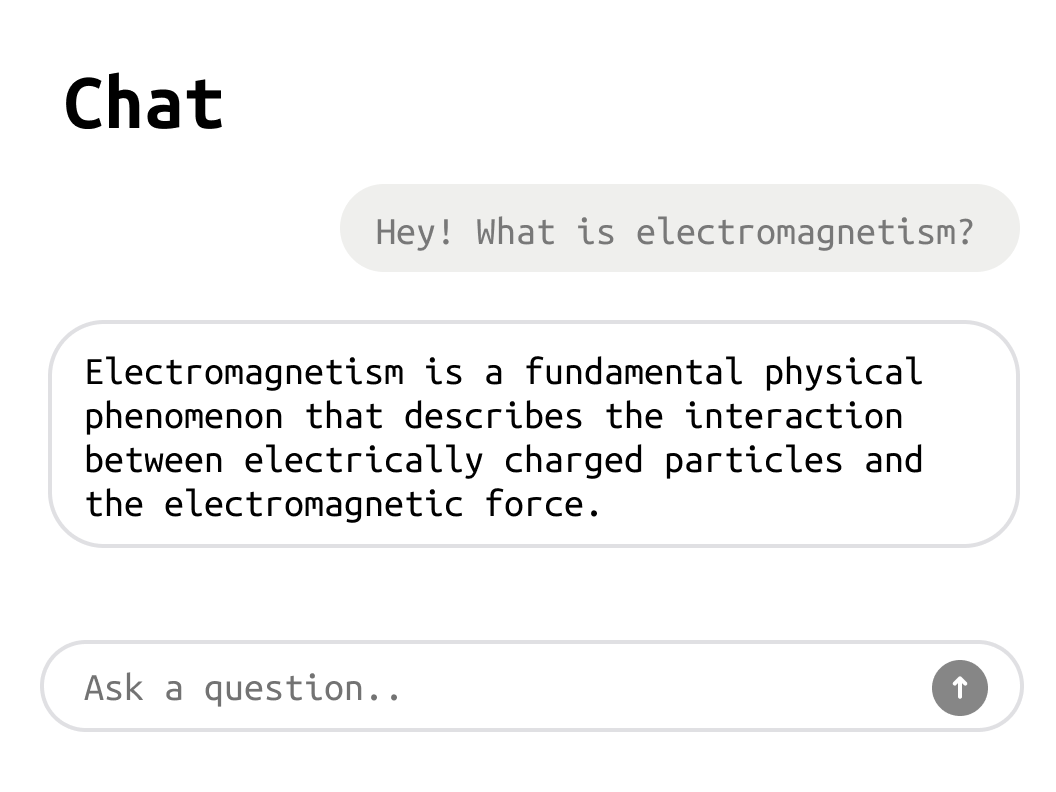 Chat
Hey! What is electromagnetism?
Electromagnetism is a fundamental physical
phenomenon that describes the interaction
between electrically charged particles and
the electromagnetic force.
Ask a question..